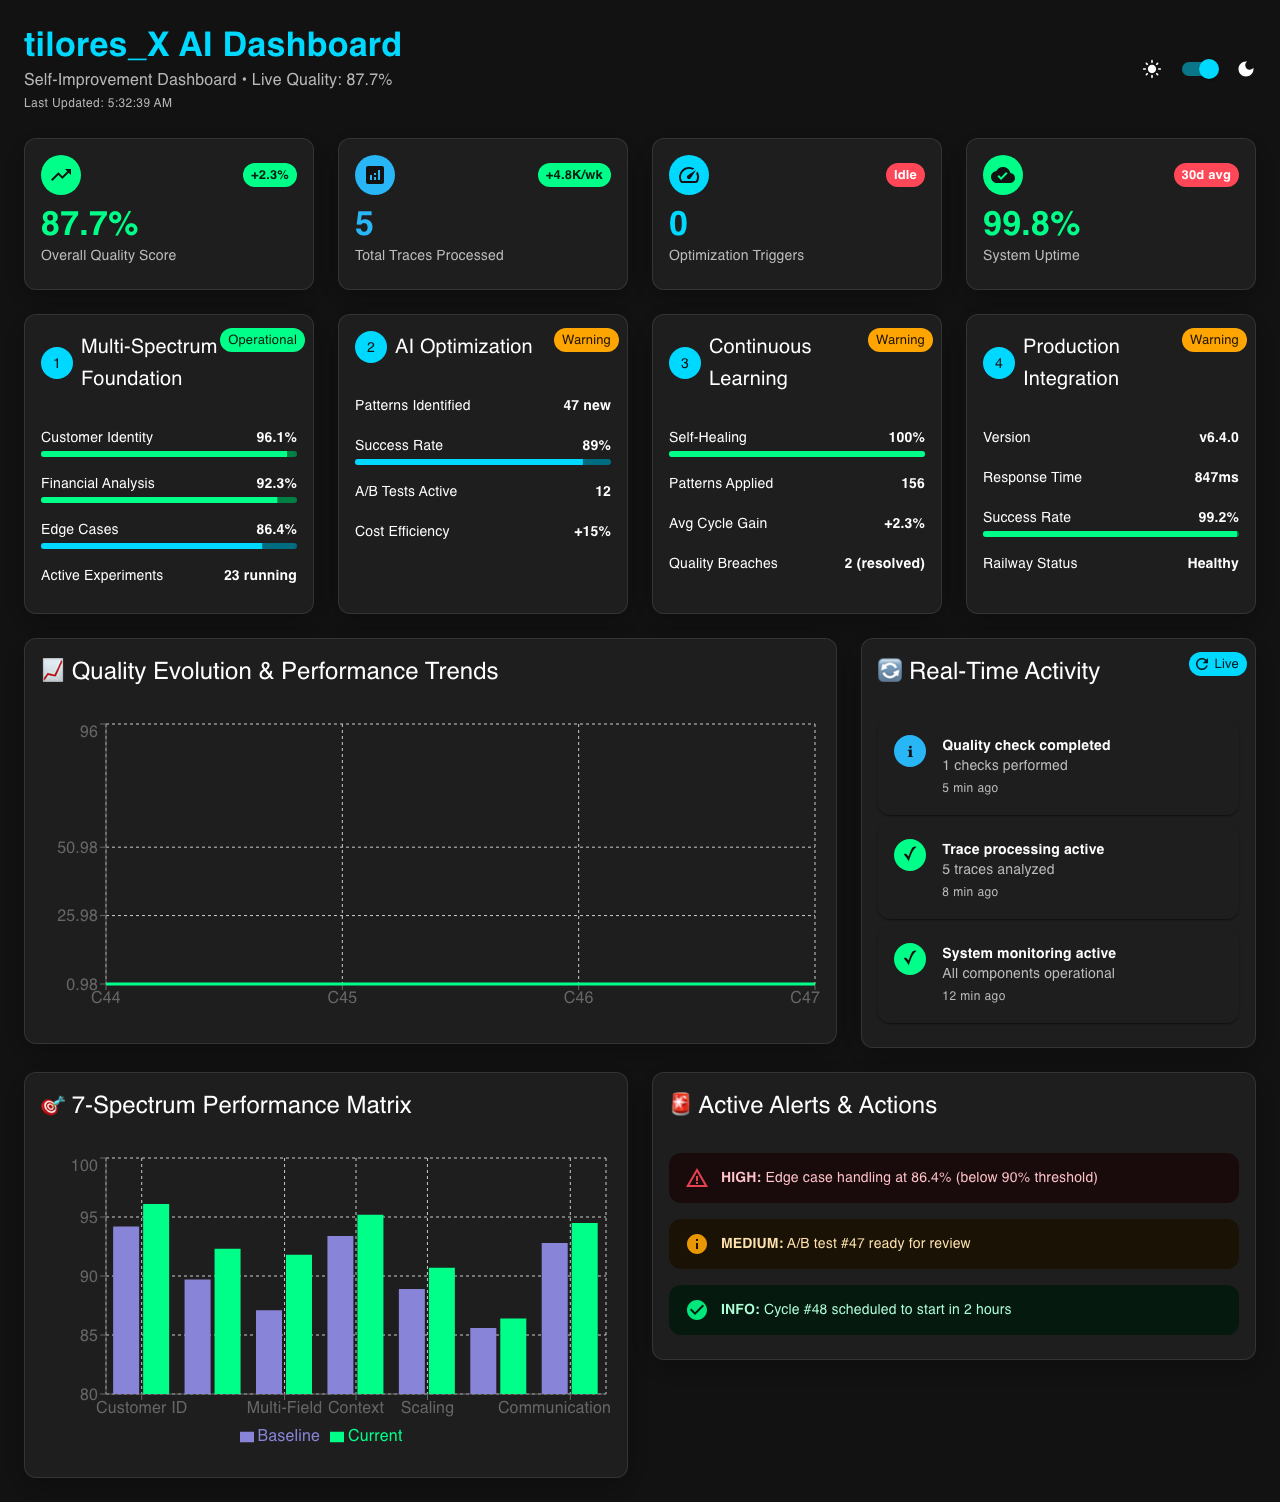 tilores_X AI Dashboard
Self-Improvement Dashboard • Live Quality: 87.7%
Last Updated: 5:32:39 AM
+2.3%
87.7%
Overall Quality Score
+4.8K/wk
5
Total Traces Processed
Idle
0
Optimization Triggers
30d avg
99.8%
System Uptime
1
Multi-Spectrum
Foundation
Operational
Customer Identity 96.1%
Financial Analysis 92.3%
Edge Cases 86.4%
Active Experiments 23 running
2
AI Optimization
Warning
Patterns Identified 47 new
Success Rate 89%
A/B Tests Active 12
Cost Efficiency +15%
3
Continuous
Learning
Warning
Self-Healing 100%
Patterns Applied 156
Avg Cycle Gain +2.3%
Quality Breaches 2 (resolved)
4
Production
Integration
Warning
Version v6.4.0
Response Time 847ms
Success Rate 99.2%
Railway Status Healthy
📈 Quality Evolution & Performance Trends
96
50.98
25.98
0.98
C44 C45 C46 C47
🔄 Real-Time Activity
Live
Quality check completed
1 checks performed
5 min ago
Trace processing active
5 traces analyzed
8 min ago
System monitoring active
All components operational
12 min ago
🎯 7-Spectrum Performance Matrix
100
95
90
85
80
Customer ID Multi-Field Context Scaling Communication
Baseline Current
🚨 Active Alerts & Actions
HIGH: Edge case handling at 86.4% (below 90% threshold)
MEDIUM: A/B test #47 ready for review
INFO: Cycle #48 scheduled to start in 2 hours